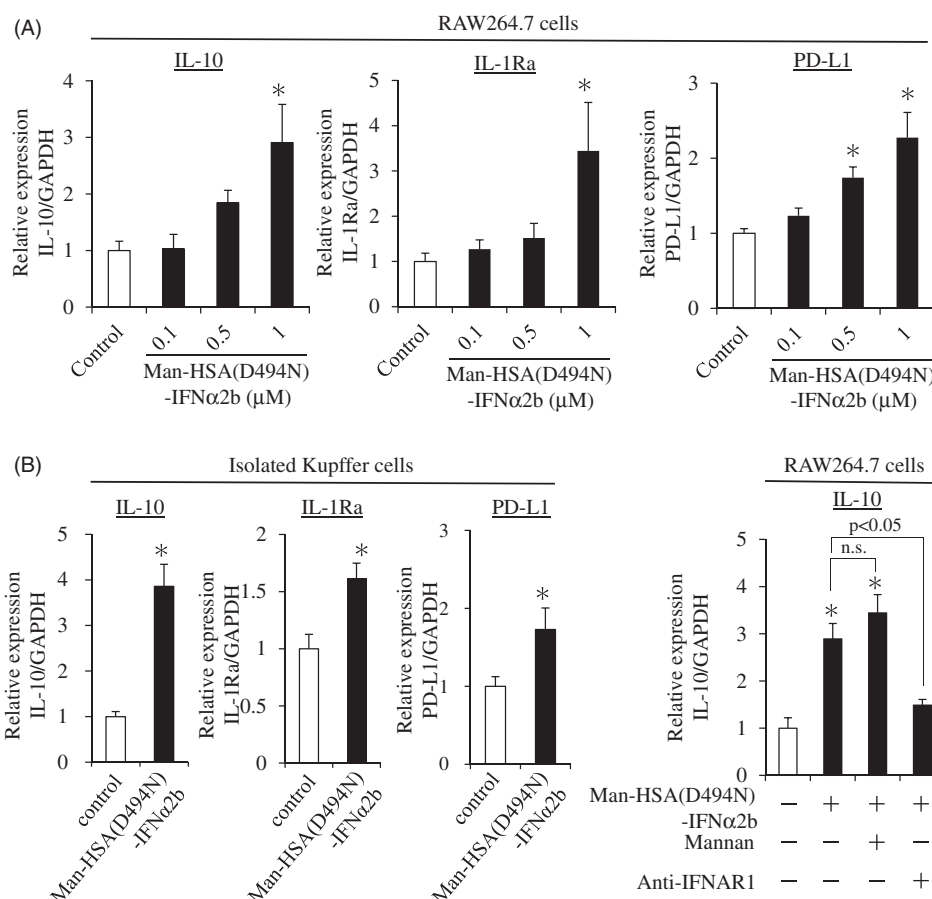 (A)
RAW264.7 cells
IL-10
Relative expression
IL-10/GAPDH
4
3
2
1
0
*
Control
0.1
0.5
1
Man-HSA(D494N)
-IFNα2b (μM)
IL-1Ra
Relative expression
IL-1Ra/GAPDH
5
4
3
2
1
0
*
Control
0.1
0.5
1
Man-HSA(D494N)
-IFNα2b (μM)
PD-L1
Relative expression
PD-L1/GAPDH
3
2
1
0
*
*
Control
0.1
0.5
1
Man-HSA(D494N)
-IFNα2b (μM)
(B)
Isolated Kupffer cells
IL-10
Relative expression
IL-10/GAPDH
5
4
3
2
1
0
*
control
Man-HSA(D494N)
-IFNα2b
IL-1Ra
Relative expression
IL-1Ra/GAPDH
2
1.5
1
0.5
0
*
control
Man-HSA(D494N)
-IFNα2b
PD-L1
Relative expression
PD-L1/GAPDH
3
2
1
0
*
control
Man-HSA(D494N)
-IFNα2b
RAW264.7 cells
IL-10
p<0.05
n.s.
Relative expression
IL-10/GAPDH
5
4
3
2
1
0
*
*
Man-HSA(D494N)
-IFNα2b
− + + +
Mannan − − + −
Anti-IFNAR1 − − − +